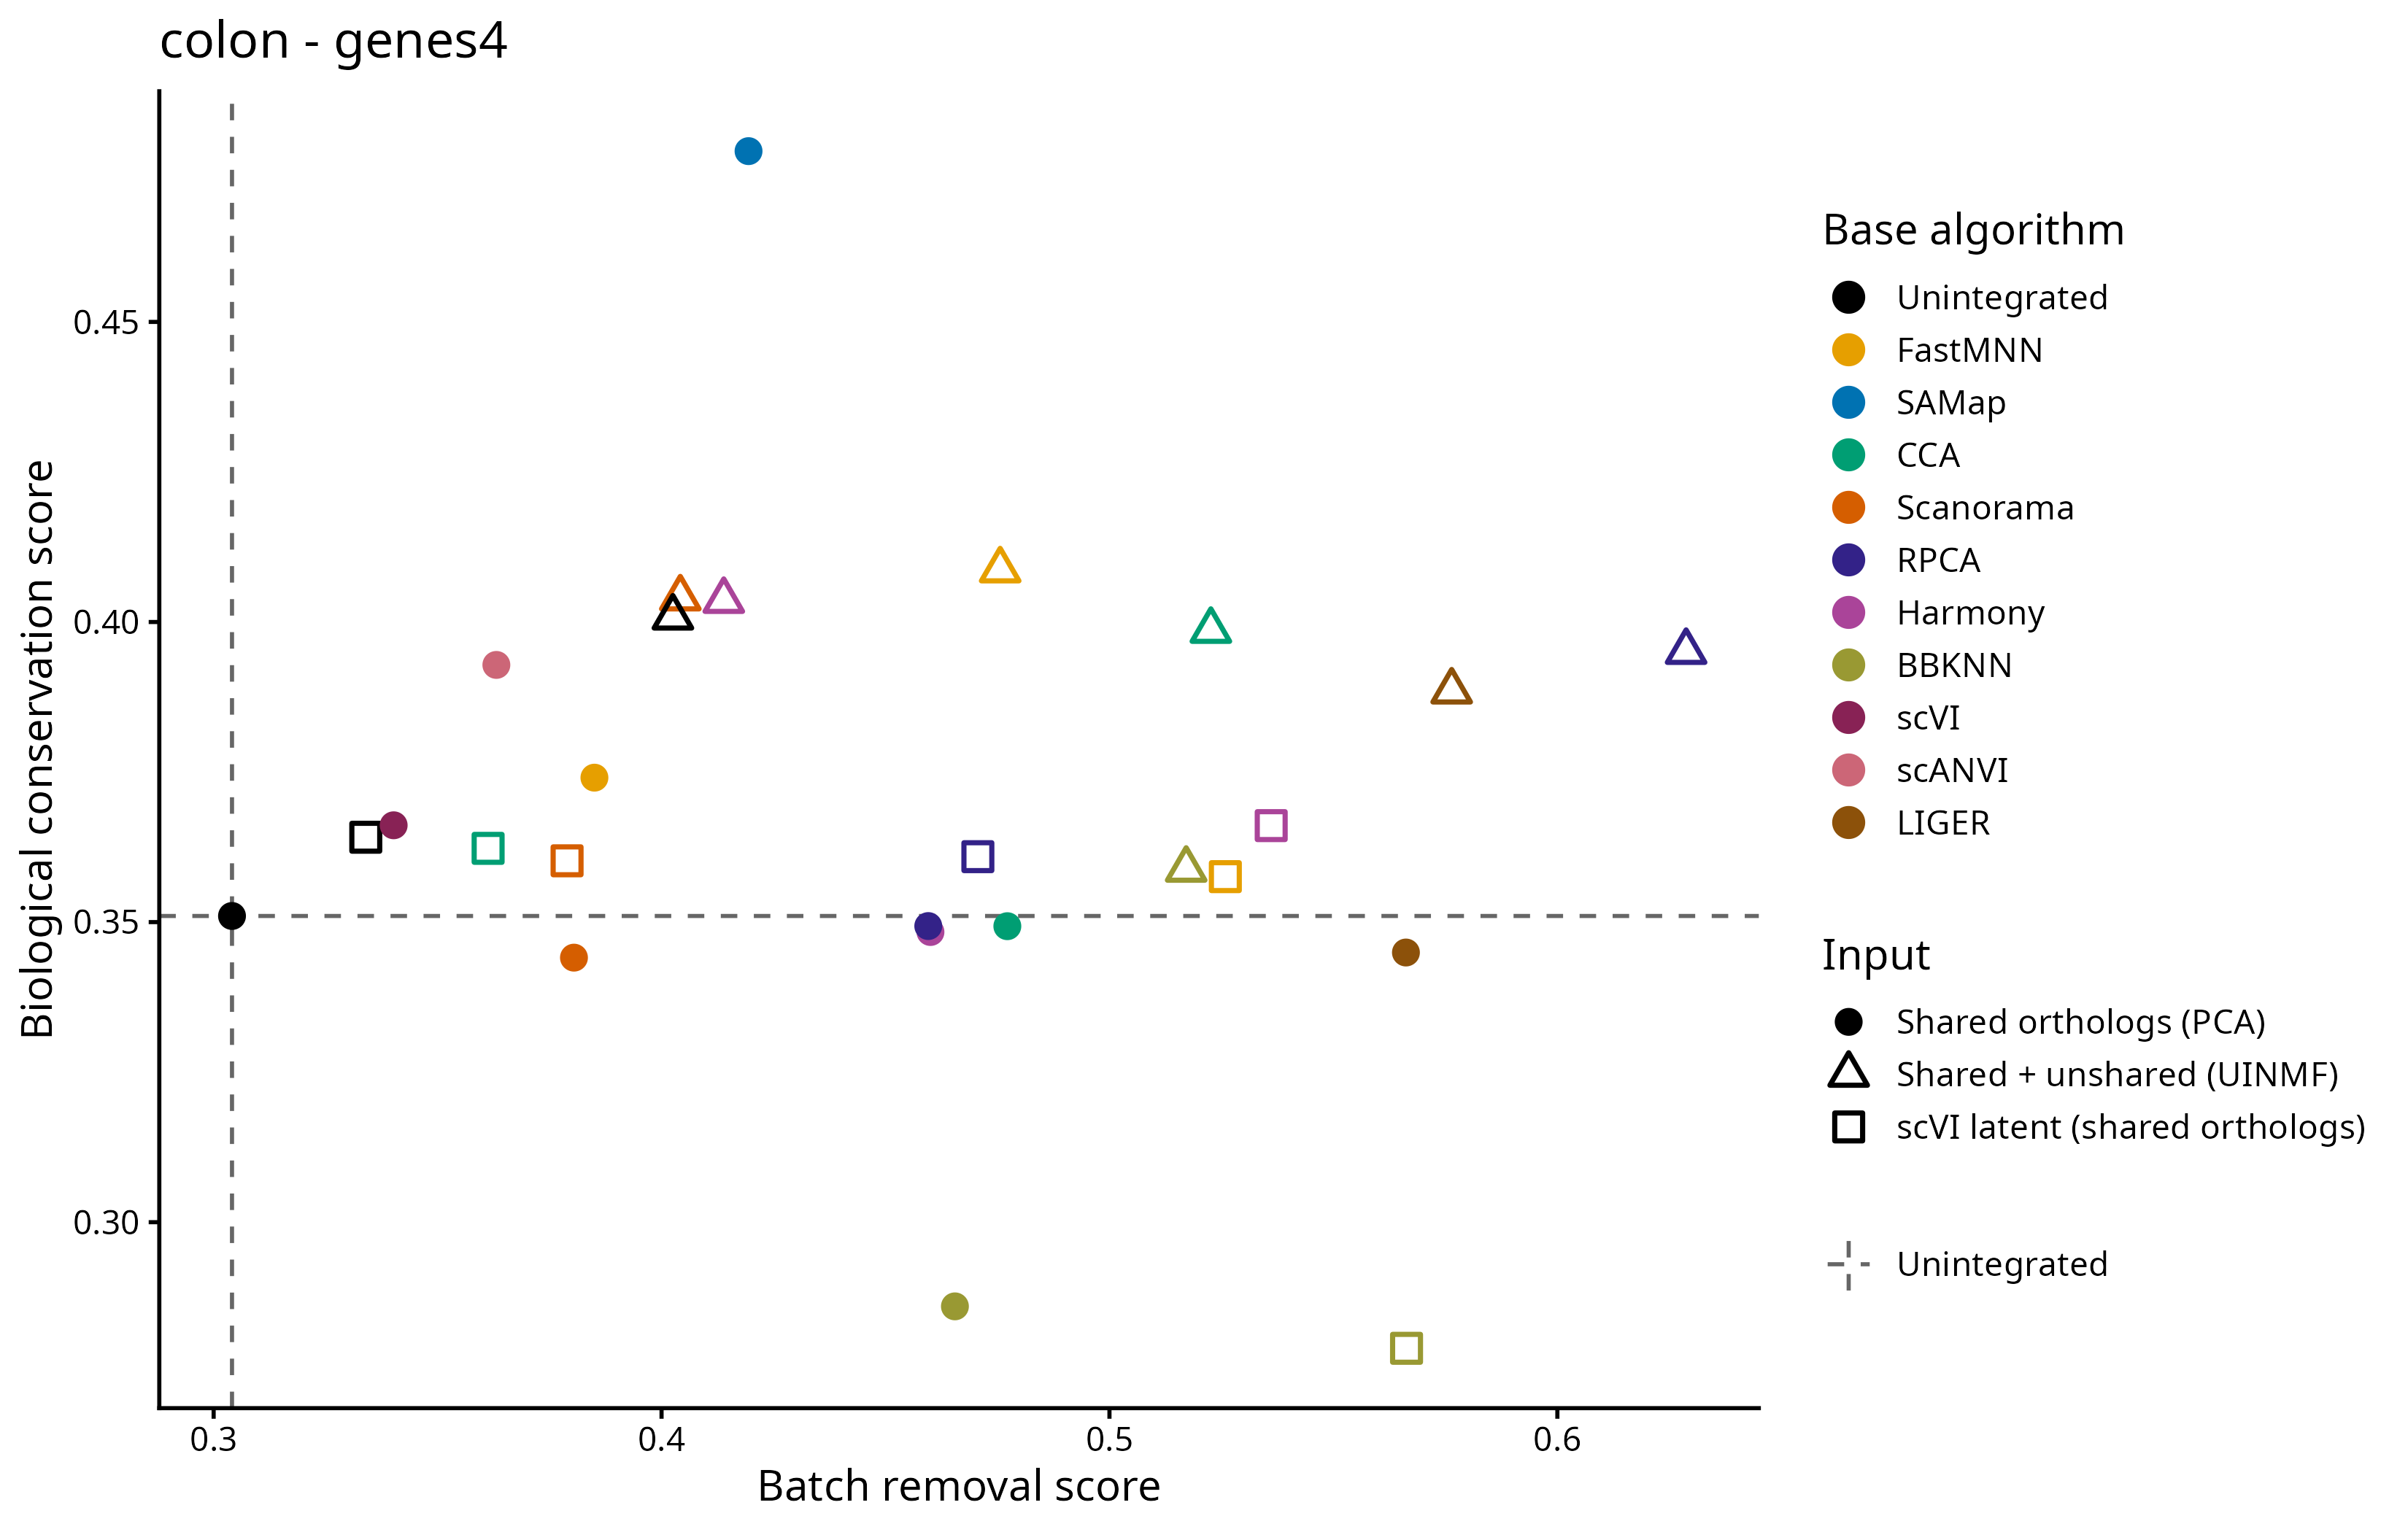 colon - genes4
Biological conservation score
0.45
0.40
0.35
0.30
0.3
0.4
0.5
0.6
Batch removal score
Base algorithm
Unintegrated
FastMNN
SAMap
CCA
Scanorama
RPCA
Harmony
BBKNN
scVI
scANVI
LIGER
Input
Shared orthologs (PCA)
Shared + unshared (UINMF)
scVI latent (shared orthologs)
Unintegrated